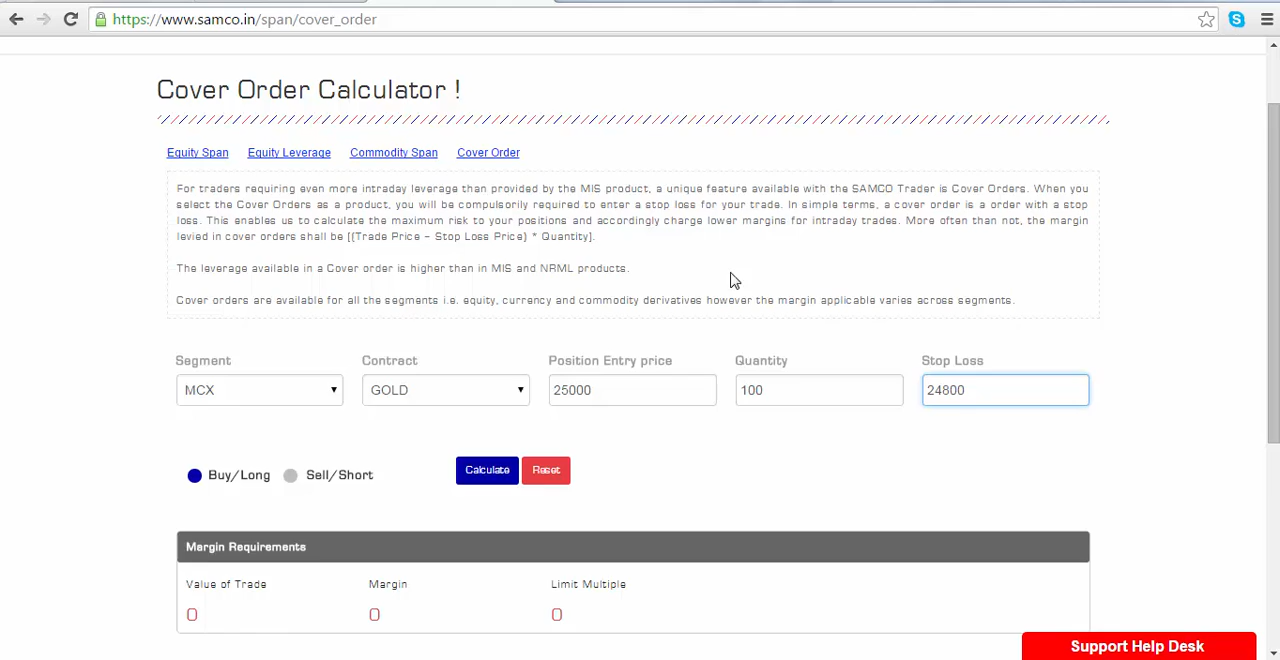 https://www.samco.in/span/cover_order
Cover Order Calculator !
Equity Span Equity Leverage Commodity Span Cover Order
For traders requiring even more intraday leverage than provided by the MIS product, a unique feature available with the SAMCO Trader is Cover Orders. When you
select the Cover Orders as a product, you will be compulsorily required to enter a stop loss for your trade. In simple terms, a cover order is a order with a stop
loss. This enables us to calculate the maximum risk to your positions and accordingly charge lower margins for intraday trades. More often than not, the margin
levied in cover orders shall be [(Trade Price – Stop Loss Price) * Quantity].
The leverage available in a Cover order is higher than in MIS and NRML products.
Cover orders are available for all the segments i.e. equity, currency and commodity derivatives however the margin applicable varies across segments.
Segment Contract Position Entry price Quantity Stop Loss
MCX GOLD 25000 100 24800
Buy/Long Sell/Short Calculate Reset
Margin Requirements
Value of Trade Margin Limit Multiple
0 0 0
Support Help Desk